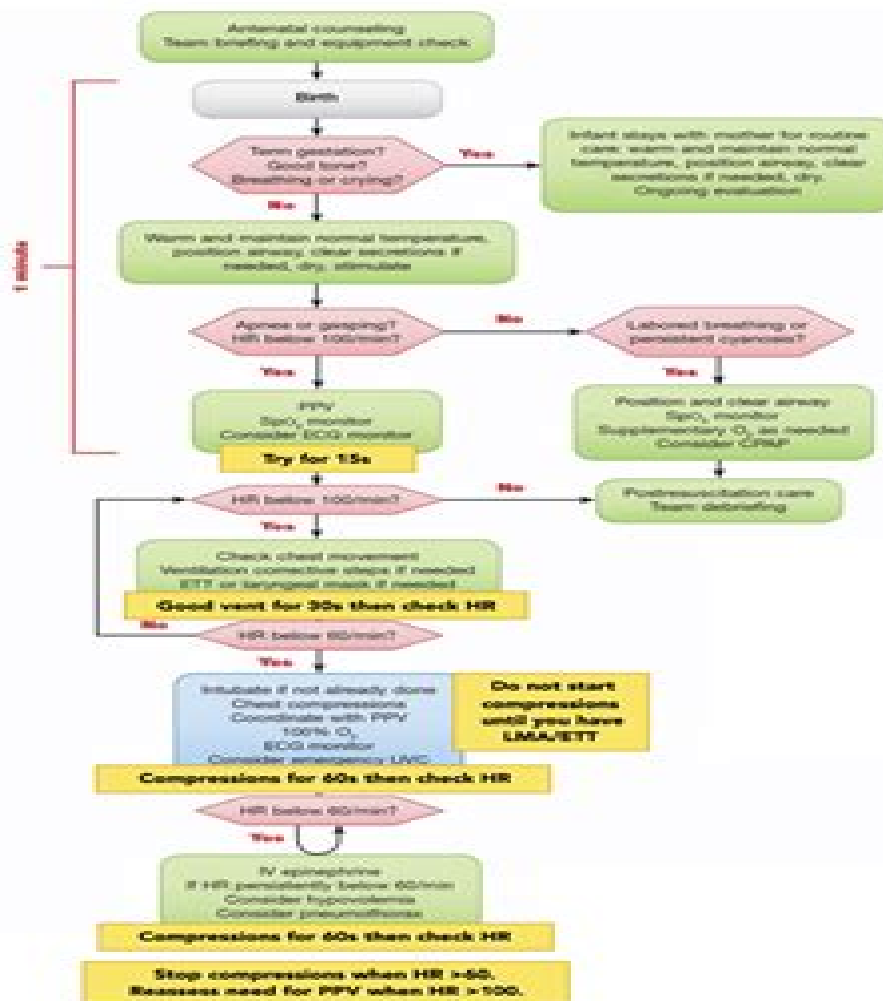 Antenatal counseling
Team briefing and equipment check
Birth
Term gestation?
Good tone?
Breathing or crying?
Yes
Infant stays with mother for routine
care: warm and maintain normal
temperature, position airway, clear
secretions if needed, dry.
Ongoing evaluation
No
1 minute
Warm and maintain normal temperature,
position airway, clear secretions if
needed, dry, stimulate
Apnea or gasping?
HR below 100/min?
No
Labored breathing or
persistent cyanosis?
Yes
Yes
PPV
SpO₂ monitor
Consider ECG monitor
Try for 15s
Position and clear airway
SpO₂ monitor
Supplementary O₂ as needed
Consider CPAP
HR below 100/min?
No
Postresuscitation care
Team debriefing
Yes
Check chest movement
Ventilation corrective steps if needed
ETT or laryngeal mask if needed
Good vent for 30s then check HR
No
HR below 60/min?
Yes
Intubate if not already done
Chest compressions
Coordinate with PPV
100% O₂
ECG monitor
Consider emergency UVC
Do not start
compressions
until you have
LMA/ETT
Compressions for 60s then check HR
HR below 60/min?
Yes
IV epinephrine
If HR persistently below 60/min
Consider hypovolemia
Consider pneumothorax
Compressions for 60s then check HR
Stop compressions when HR >60.
Reassess need for PPV when HR >100.